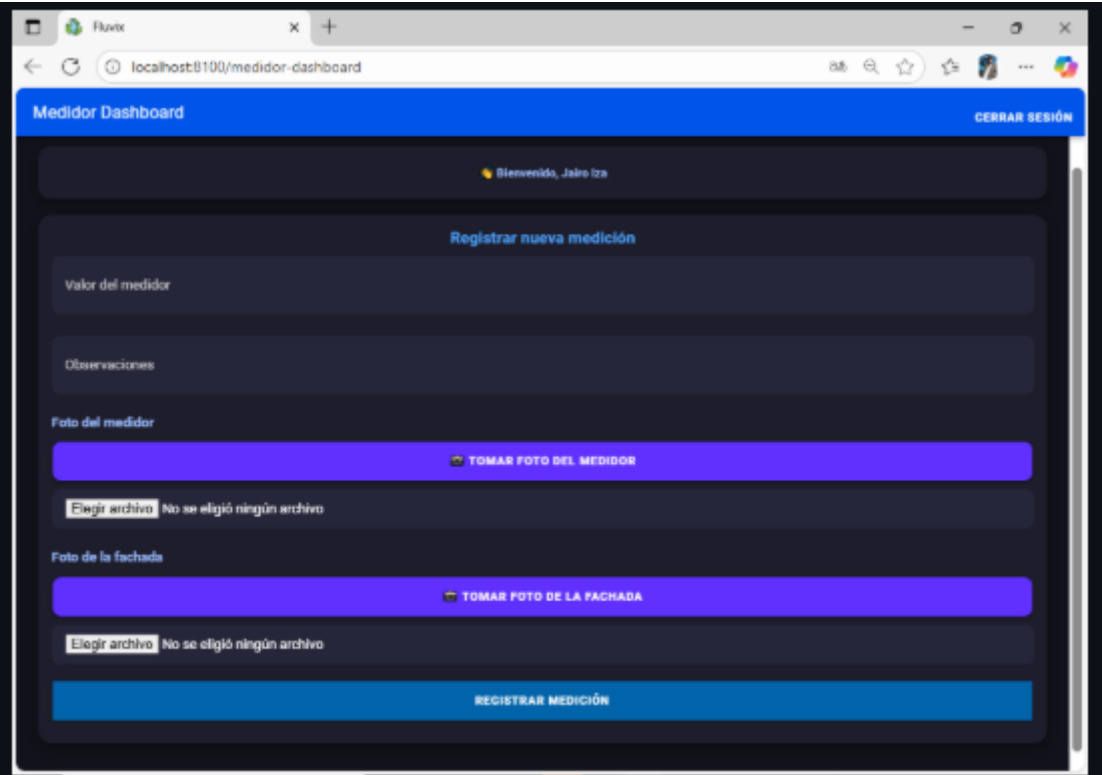 Fluvix
localhost:8100/medidor-dashboard
Medidor Dashboard
CERRAR SESIÓN
👋 Bienvenido, Jairo Iza
Registrar nueva medición
Valor del medidor
Observaciones
Foto del medidor
📷 TOMAR FOTO DEL MEDIDOR
Elegir archivo No se eligió ningún archivo
Foto de la fachada
📷 TOMAR FOTO DE LA FACHADA
Elegir archivo No se eligió ningún archivo
REGISTRAR MEDICIÓN